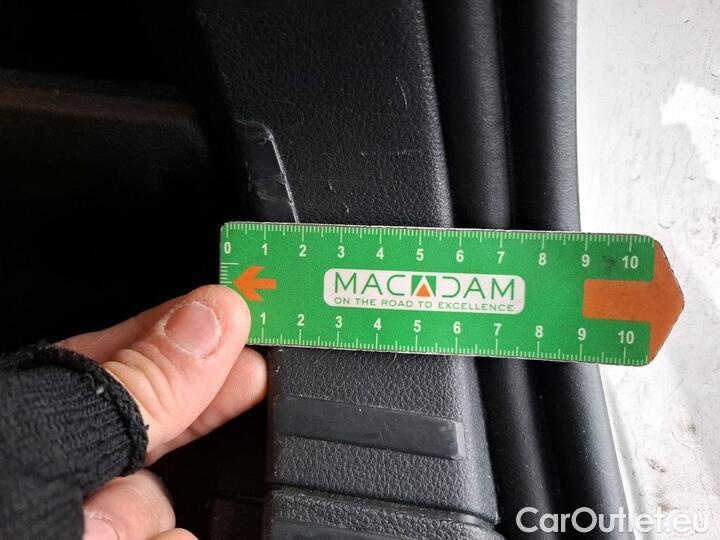 0 1 2 3 4 5 6 7 8 9 10
MACADAM
ON THE ROAD TO EXCELLENCE
1 2 3 4 5 6 7 8 9 10
CarOutlet.eu